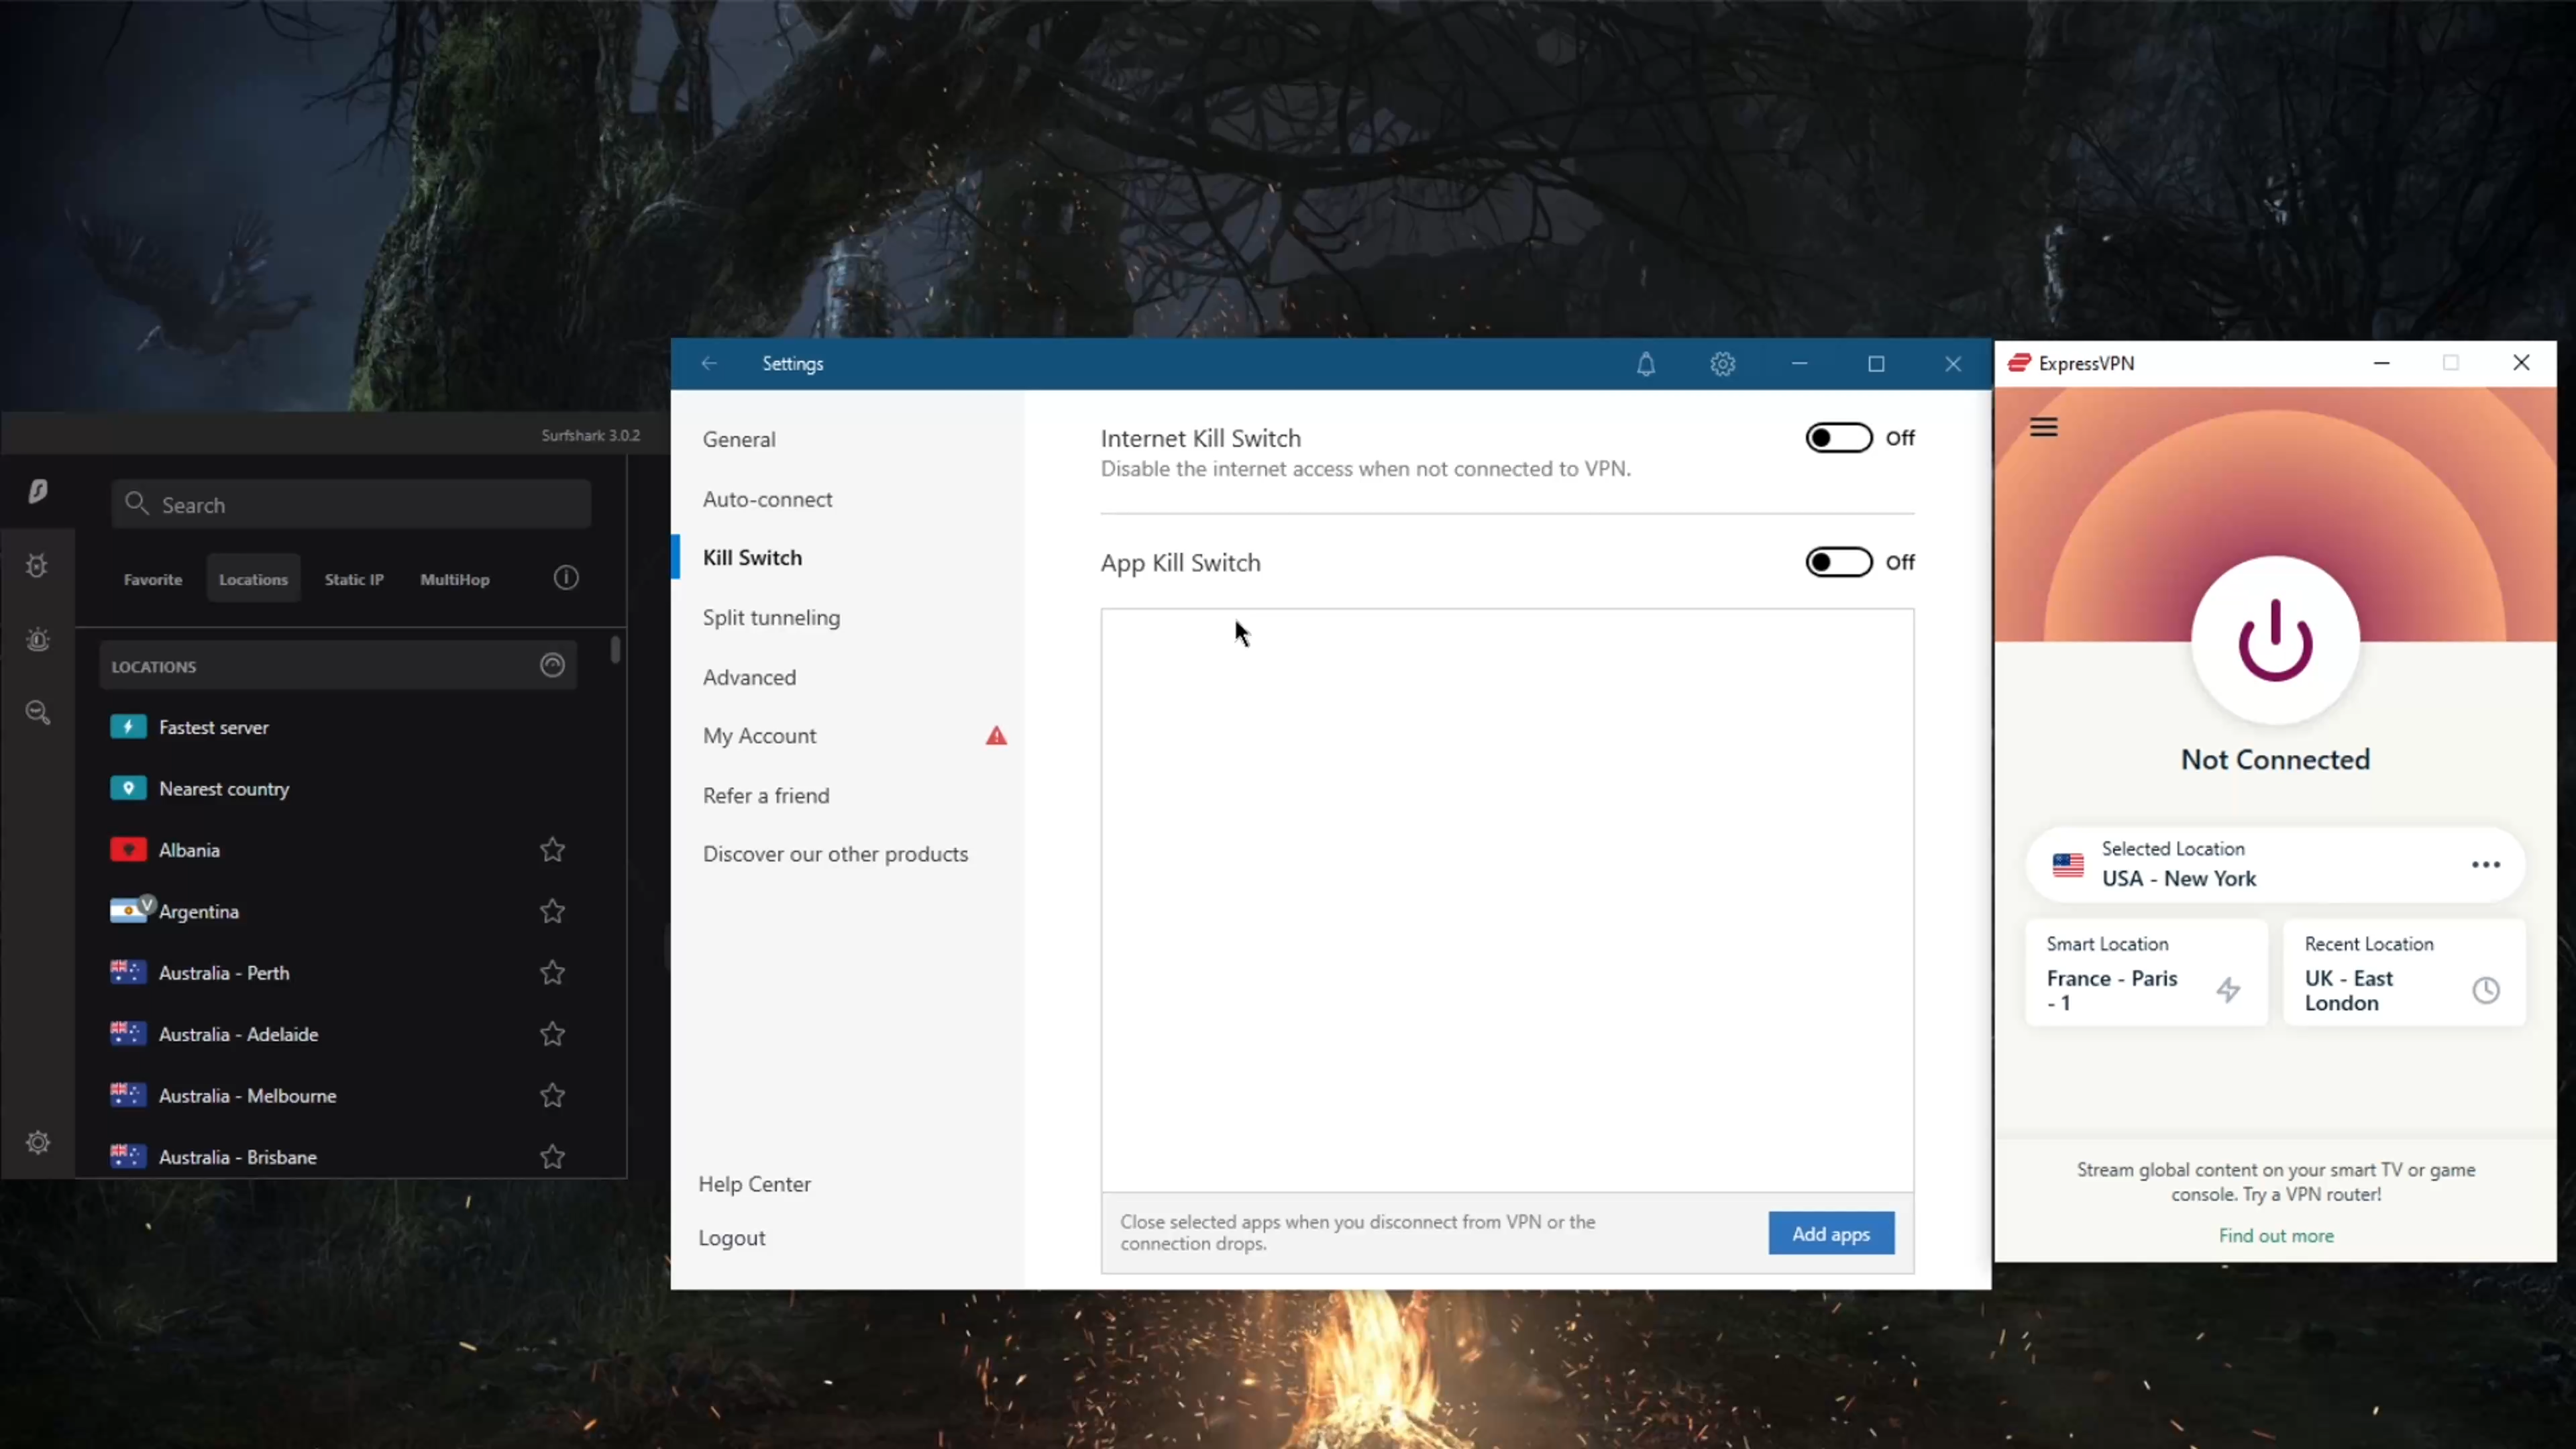 Surfshark 3.0.2
Search
Favorite
Locations
Static IP
MultiHop
LOCATIONS
Fastest server
Nearest country
Albania
V
Argentina
Australia - Perth
Australia - Adelaide
Australia - Melbourne
Australia - Brisbane
Settings
General
Auto-connect
Kill Switch
Split tunneling
Advanced
My Account
Refer a friend
Discover our other products
Help Center
Logout
Internet Kill Switch
Off
Disable the internet access when not connected to VPN.
App Kill Switch
Off
Close selected apps when you disconnect from VPN or the
connection drops.
Add apps
ExpressVPN
Not Connected
Selected Location
USA - New York
Smart Location
France - Paris
- 1
Recent Location
UK - East
London
Stream global content on your smart TV or game
console. Try a VPN router!
Find out more